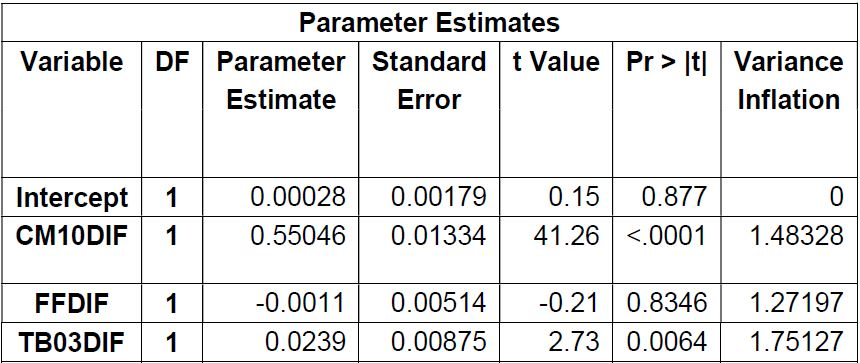 Parameter Estimates
Variable DF Parameter Estimate Standard Error t Value Pr > |t| Variance Inflation
Intercept 1 0.00028 0.00179 0.15 0.877 0
CM10DIF 1 0.55046 0.01334 41.26 <.0001 1.48328
FFDIF 1 -0.0011 0.00514 -0.21 0.8346 1.27197
TB03DIF 1 0.0239 0.00875 2.73 0.0064 1.75127